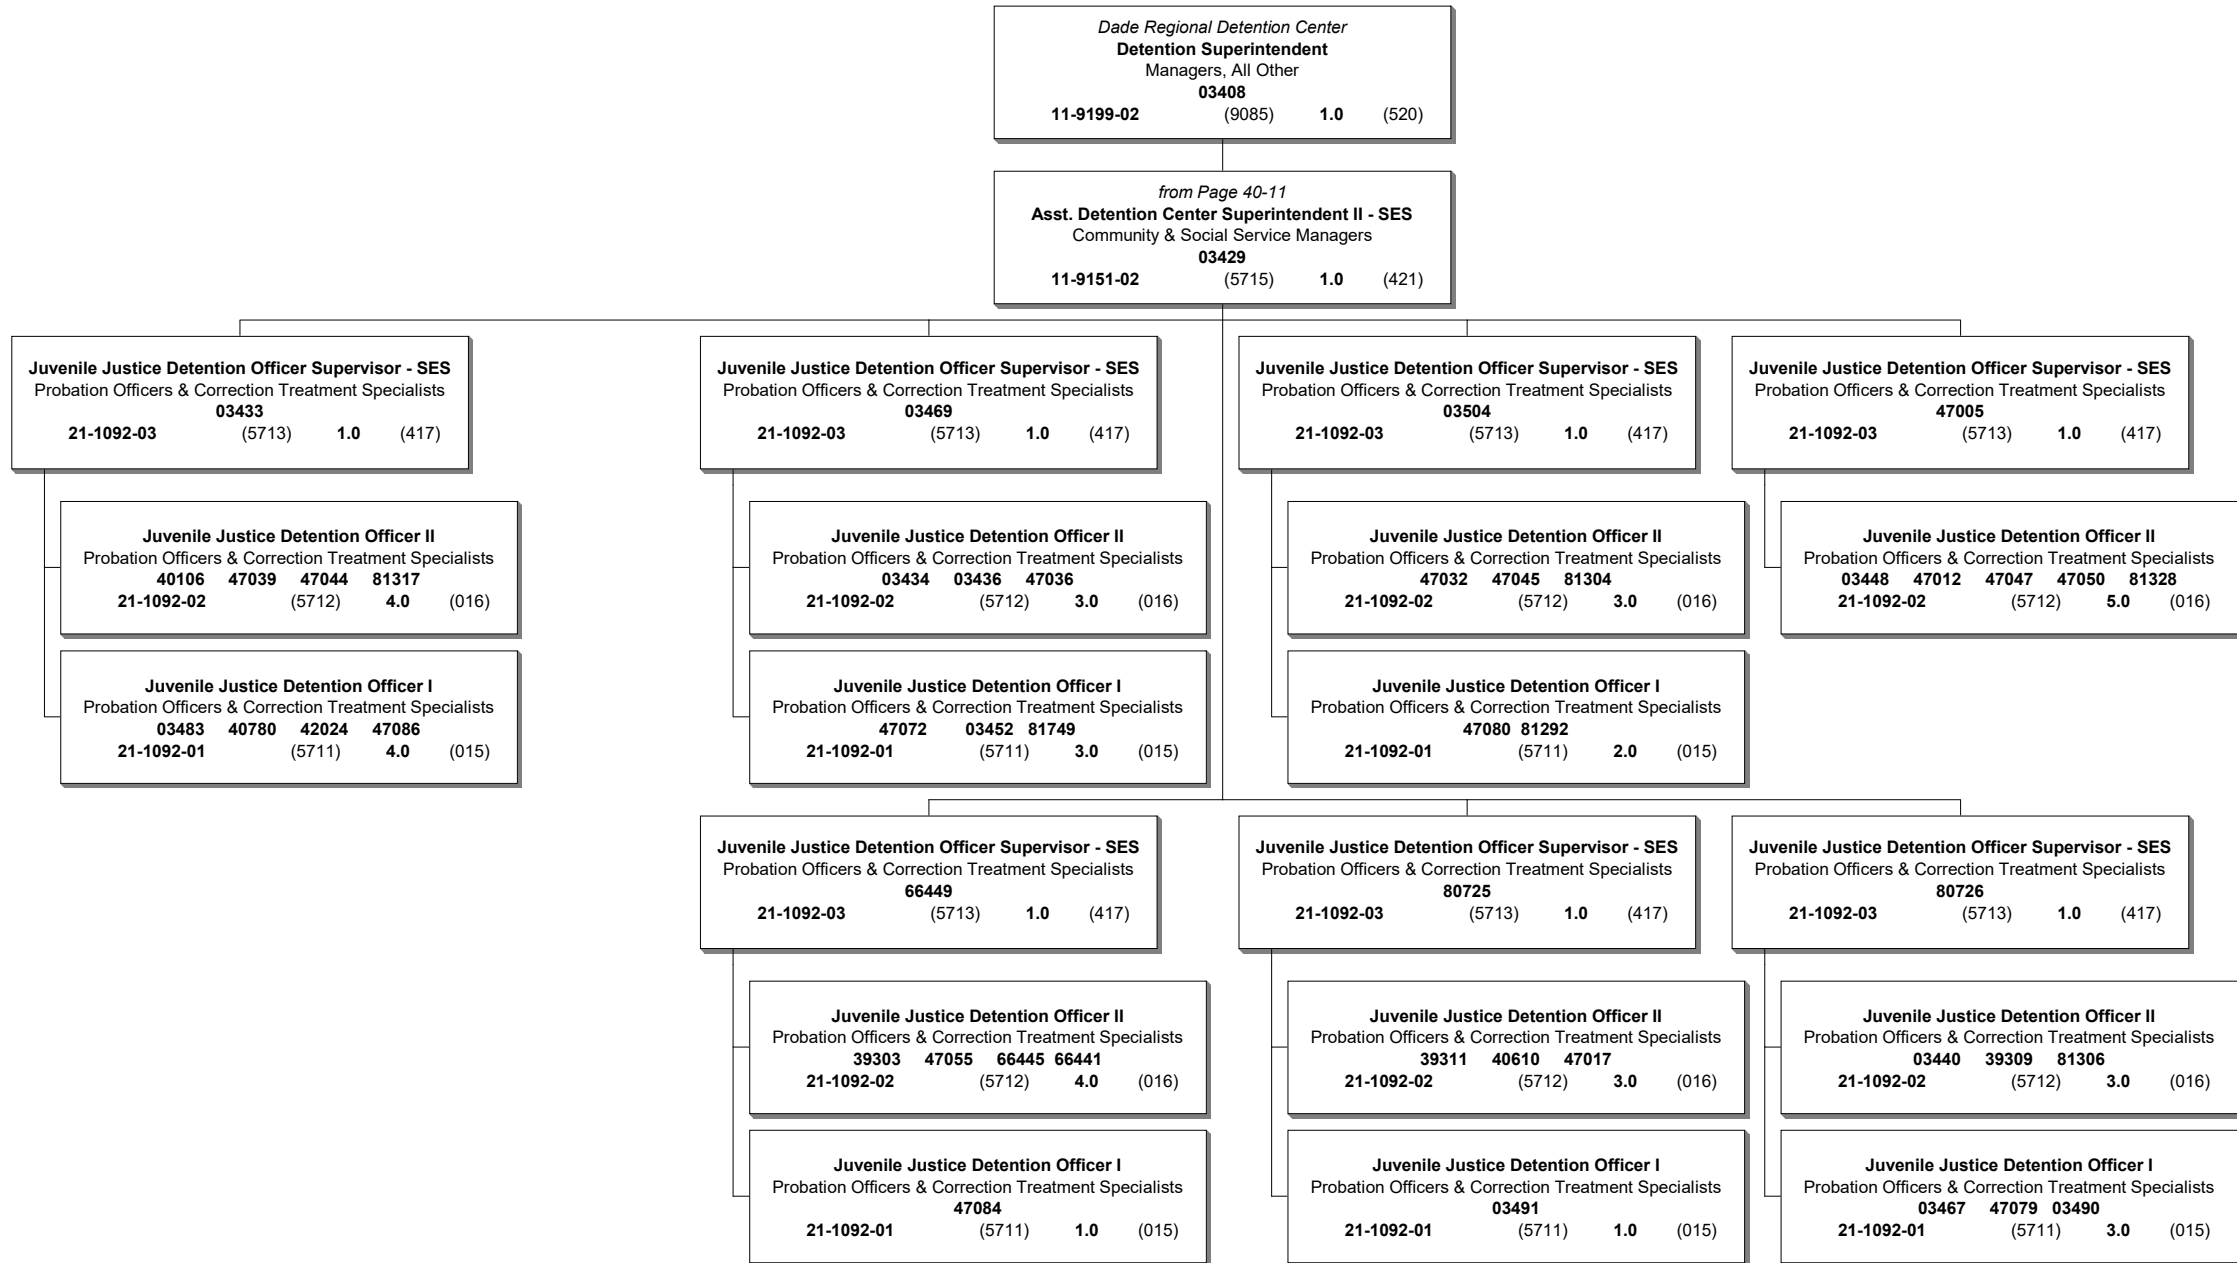 Dade Regional Detention Center
Detention Superintendent
Managers, All Other
03408
11-9199-02 (9085) 1.0 (520)
from Page 40-11
Asst. Detention Center Superintendent II - SES
Community & Social Service Managers
03429
11-9151-02 (5715) 1.0 (421)
Juvenile Justice Detention Officer Supervisor - SES
Probation Officers & Correction Treatment Specialists
03433
21-1092-03 (5713) 1.0 (417)
Juvenile Justice Detention Officer II
Probation Officers & Correction Treatment Specialists
40106 47039 47044 81317
21-1092-02 (5712) 4.0 (016)
Juvenile Justice Detention Officer I
Probation Officers & Correction Treatment Specialists
03483 40780 42024 47086
21-1092-01 (5711) 4.0 (015)
Juvenile Justice Detention Officer Supervisor - SES
Probation Officers & Correction Treatment Specialists
03469
21-1092-03 (5713) 1.0 (417)
Juvenile Justice Detention Officer II
Probation Officers & Correction Treatment Specialists
03434 03436 47036
21-1092-02 (5712) 3.0 (016)
Juvenile Justice Detention Officer I
Probation Officers & Correction Treatment Specialists
47072 03452 81749
21-1092-01 (5711) 3.0 (015)
Juvenile Justice Detention Officer Supervisor - SES
Probation Officers & Correction Treatment Specialists
03504
21-1092-03 (5713) 1.0 (417)
Juvenile Justice Detention Officer II
Probation Officers & Correction Treatment Specialists
47032 47045 81304
21-1092-02 (5712) 3.0 (016)
Juvenile Justice Detention Officer I
Probation Officers & Correction Treatment Specialists
47080 81292
21-1092-01 (5711) 2.0 (015)
Juvenile Justice Detention Officer Supervisor - SES
Probation Officers & Correction Treatment Specialists
47005
21-1092-03 (5713) 1.0 (417)
Juvenile Justice Detention Officer II
Probation Officers & Correction Treatment Specialists
03448 47012 47047 47050 81328
21-1092-02 (5712) 5.0 (016)
Juvenile Justice Detention Officer Supervisor - SES
Probation Officers & Correction Treatment Specialists
66449
21-1092-03 (5713) 1.0 (417)
Juvenile Justice Detention Officer II
Probation Officers & Correction Treatment Specialists
39303 47055 66445 66441
21-1092-02 (5712) 4.0 (016)
Juvenile Justice Detention Officer I
Probation Officers & Correction Treatment Specialists
47084
21-1092-01 (5711) 1.0 (015)
Juvenile Justice Detention Officer Supervisor - SES
Probation Officers & Correction Treatment Specialists
80725
21-1092-03 (5713) 1.0 (417)
Juvenile Justice Detention Officer II
Probation Officers & Correction Treatment Specialists
39311 40610 47017
21-1092-02 (5712) 3.0 (016)
Juvenile Justice Detention Officer I
Probation Officers & Correction Treatment Specialists
03491
21-1092-01 (5711) 1.0 (015)
Juvenile Justice Detention Officer Supervisor - SES
Probation Officers & Correction Treatment Specialists
80726
21-1092-03 (5713) 1.0 (417)
Juvenile Justice Detention Officer II
Probation Officers & Correction Treatment Specialists
03440 39309 81306
21-1092-02 (5712) 3.0 (016)
Juvenile Justice Detention Officer I
Probation Officers & Correction Treatment Specialists
03467 47079 03490
21-1092-01 (5711) 3.0 (015)